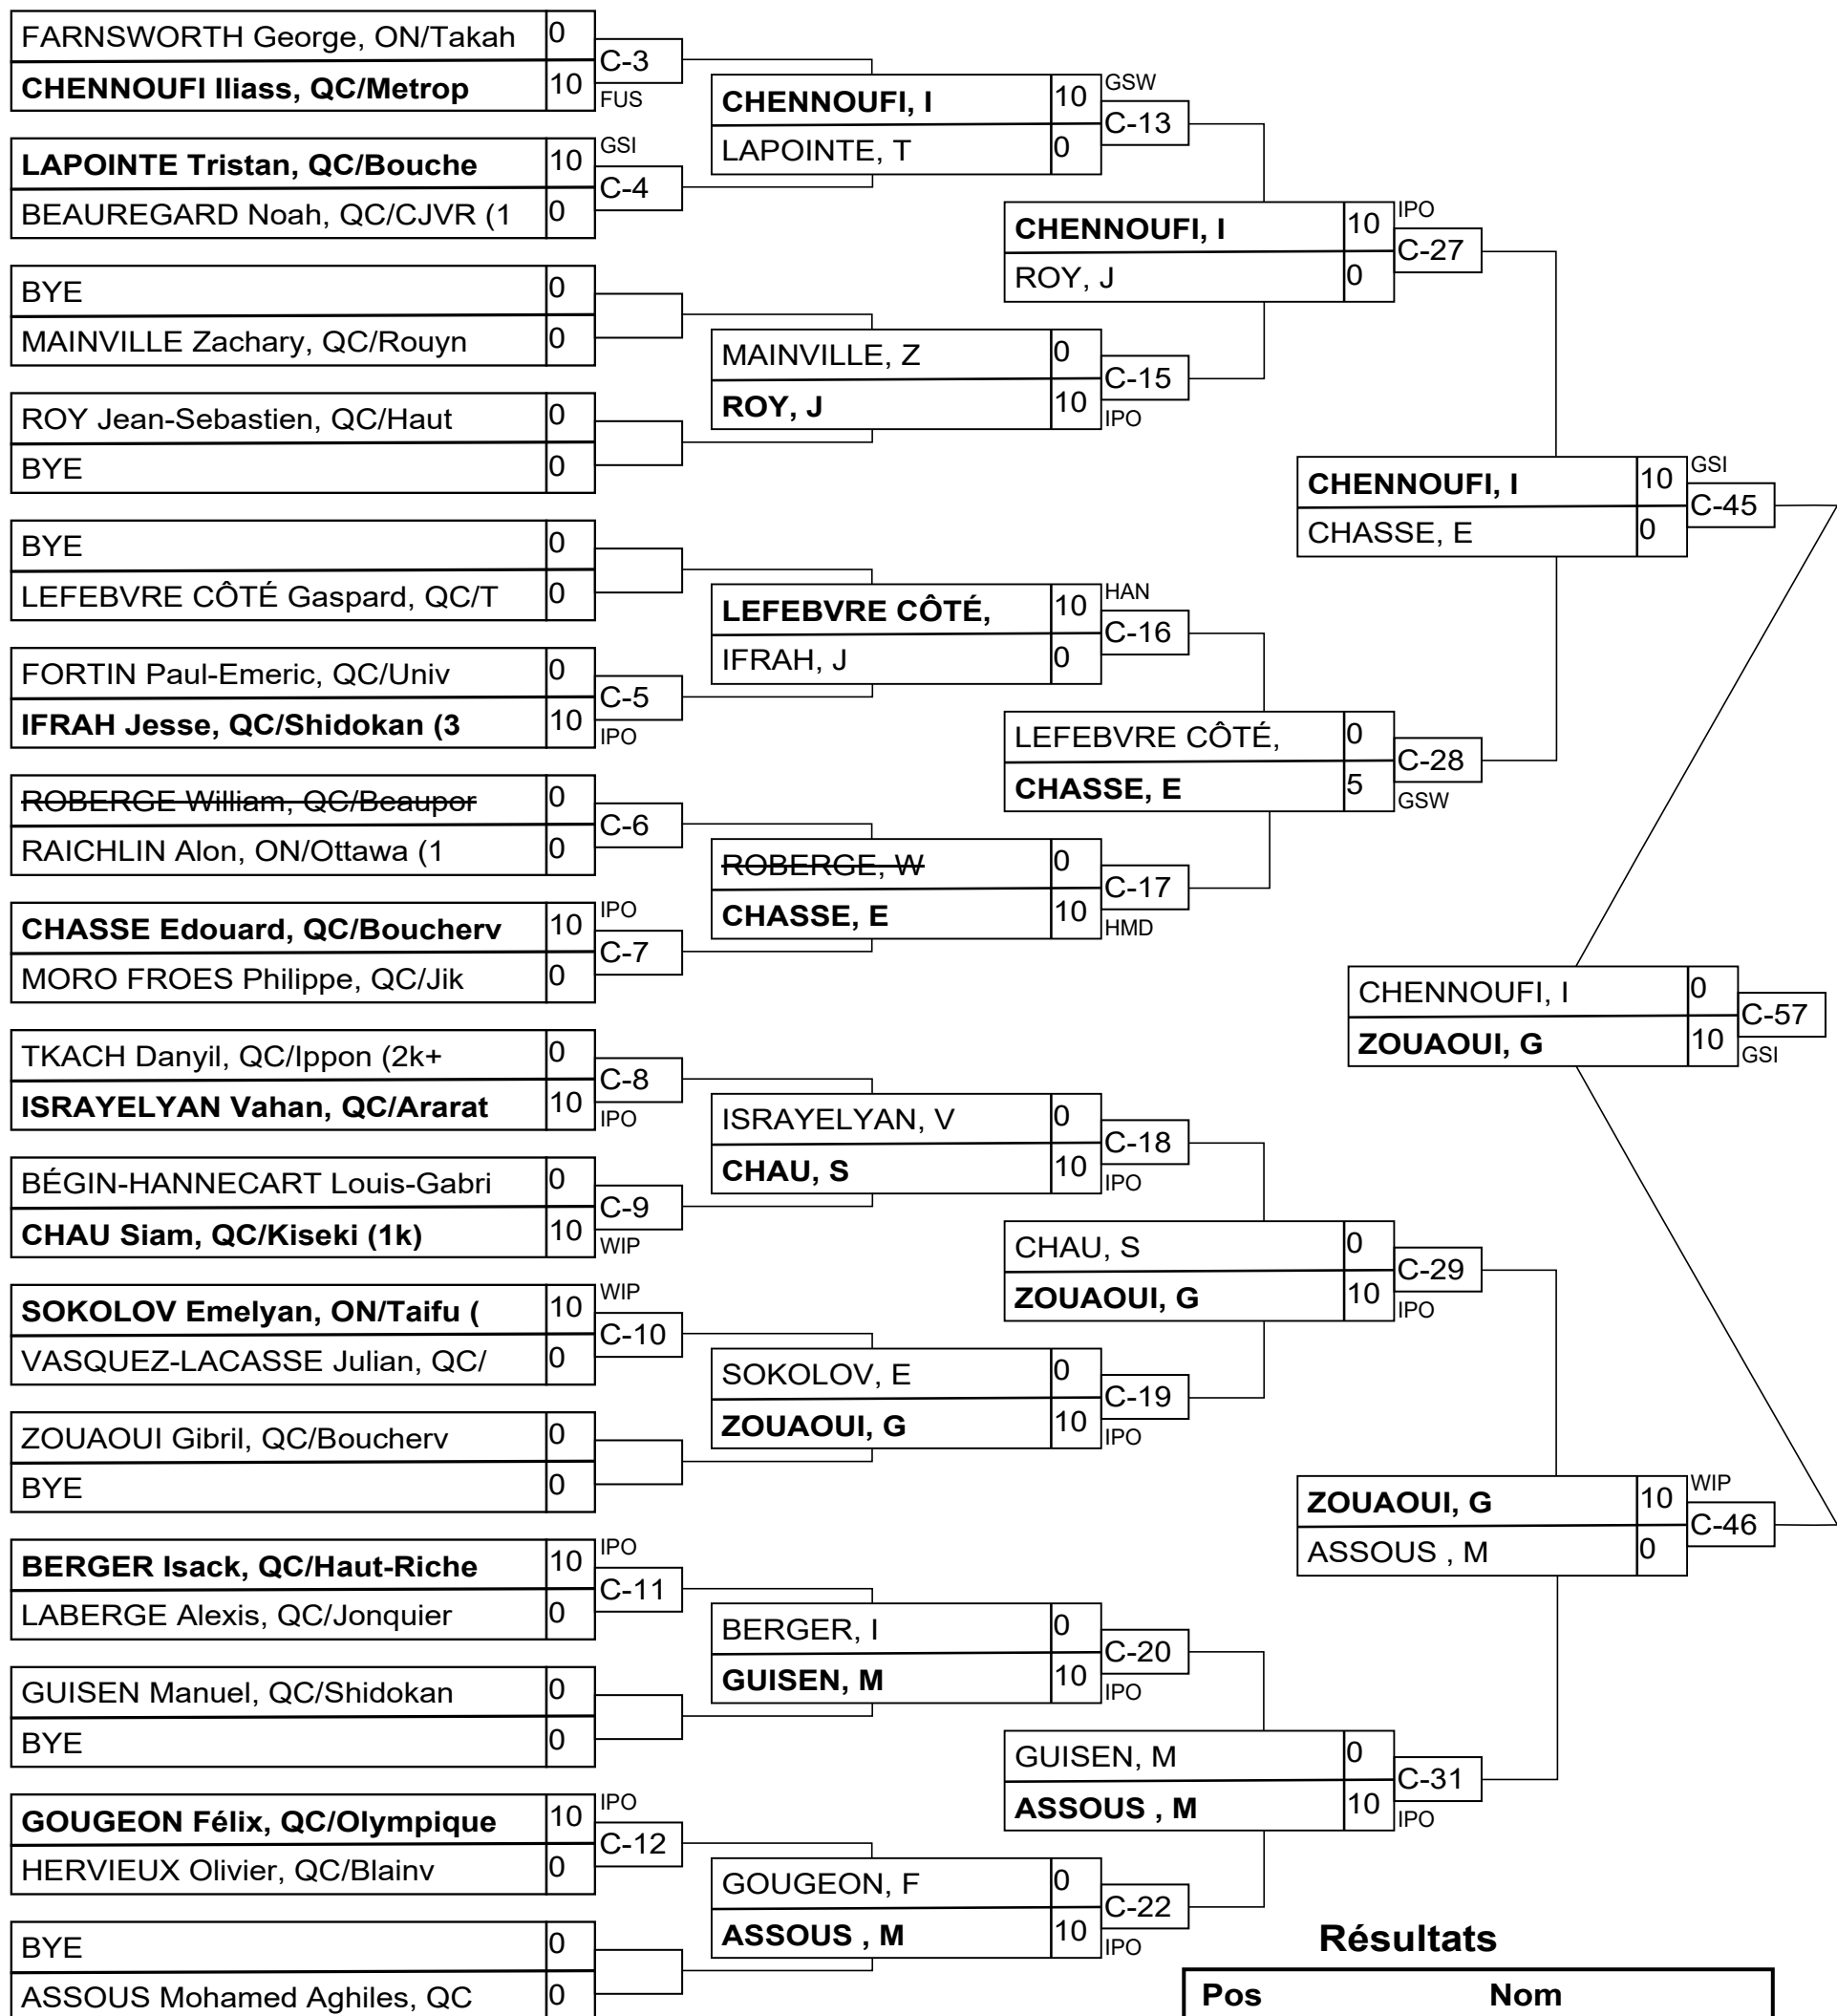 FARNSWORTH George, ON/Takah 0
C-3
CHENNOUFI Iliass, QC/Metrop 10
FUS
LAPOINTE Tristan, QC/Bouche 10
GSI
C-4
BEAUREGARD Noah, QC/CJVR (1 0
BYE 0
MAINVILLE Zachary, QC/Rouyn 0
ROY Jean-Sebastien, QC/Haut 0
BYE 0
BYE 0
LEFEBVRE CÔTÉ Gaspard, QC/T 0
FORTIN Paul-Emeric, QC/Univ 0
C-5
IFRAH Jesse, QC/Shidokan (3 10
IPO
ROBERGE William, QC/Beaupor 0
C-6
RAICHLIN Alon, ON/Ottawa (1 0
CHASSE Edouard, QC/Boucherv 10
IPO
C-7
MORO FROES Philippe, QC/Jik 0
TKACH Danyil, QC/Ippon (2k+ 0
C-8
ISRAYELYAN Vahan, QC/Ararat 10
IPO
BÉGIN-HANNECART Louis-Gabri 0
C-9
CHAU Siam, QC/Kiseki (1k) 10
WIP
SOKOLOV Emelyan, ON/Taifu ( 10
WIP
C-10
VASQUEZ-LACASSE Julian, QC/ 0
ZOUAOUI Gibril, QC/Boucherv 0
BYE 0
BERGER Isack, QC/Haut-Riche 10
IPO
C-11
LABERGE Alexis, QC/Jonquier 0
GUISEN Manuel, QC/Shidokan 0
BYE 0
GOUGEON Félix, QC/Olympique 10
IPO
C-12
HERVIEUX Olivier, QC/Blainv 0
BYE 0
ASSOUS Mohamed Aghiles, QC 0
CHENNOUFI, I 10
GSW
C-13
LAPOINTE, T 0
MAINVILLE, Z 0
C-15
ROY, J 10
IPO
LEFEBVRE CÔTÉ, 10
HAN
C-16
IFRAH, J 0
ROBERGE, W 0
C-17
CHASSE, E 10
HMD
ISRAYELYAN, V 0
C-18
CHAU, S 10
IPO
SOKOLOV, E 0
C-19
ZOUAOUI, G 10
IPO
BERGER, I 0
C-20
GUISEN, M 10
IPO
GOUGEON, F 0
C-22
ASSOUS , M 10
IPO
CHENNOUFI, I 10
IPO
C-27
ROY, J 0
LEFEBVRE CÔTÉ, 0
C-28
CHASSE, E 5
GSW
CHAU, S 0
C-29
ZOUAOUI, G 10
IPO
GUISEN, M 0
C-31
ASSOUS , M 10
IPO
CHENNOUFI, I 10
GSI
C-45
CHASSE, E 0
ZOUAOUI, G 10
WIP
C-46
ASSOUS , M 0
CHENNOUFI, I 0
C-57
ZOUAOUI, G 10
GSI
Résultats
Pos Nom